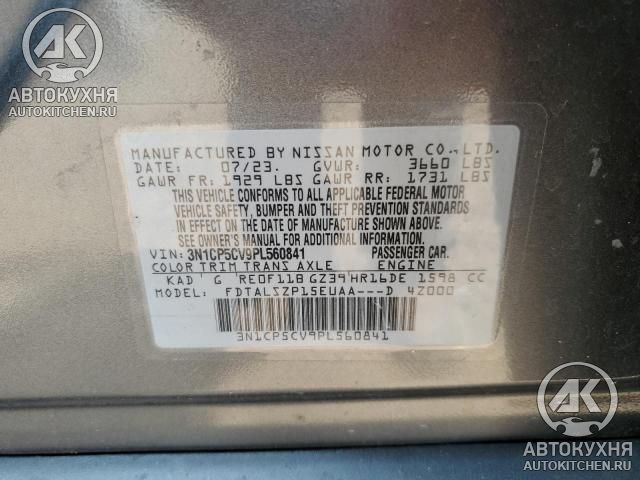 AK
АВТОКУХНЯ
AUTOKITCHEN.RU
MANUFACTURED BY NISSAN MOTOR CO.,LTD.
DATE: 07/23. GVWR: 3660 LBS
GAWR FR: 1929 LBS GAWR RR: 1731 LBS
THIS VEHICLE CONFORMS TO ALL APPLICABLE FEDERAL MOTOR
VEHICLE SAFETY, BUMPER AND THEFT PREVENTION STANDARDS
IN EFFECT ON THE DATE OF MANUFACTURE SHOWN ABOVE.
SEE OWNER'S MANUAL FOR ADDITIONAL INFORMATION.
VIN: 3N1CP5CV9PL560841 PASSENGER CAR.
COLOR TRIM TRANS AXLE ENGINE
KAD G RE0F11B GZ39 HR16DE 1598 CC
MODEL: FDTALSZP15EUAA---D 4Z000
3N1CP5CV9PL560841
AK
АВТОКУХНЯ
AUTOKITCHEN.RU